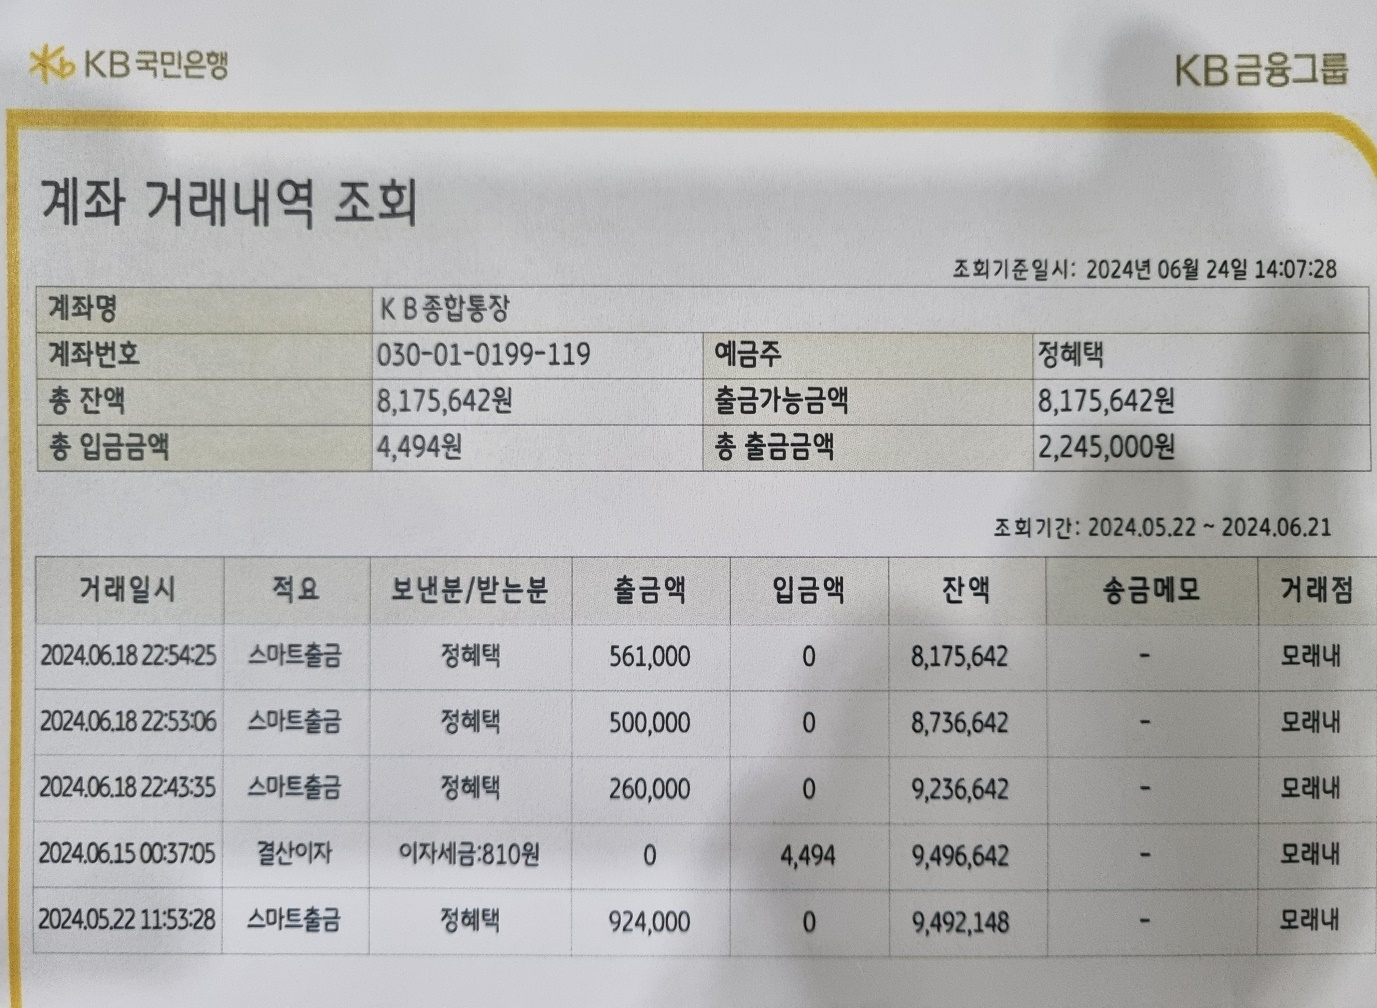 KB국민은행 KB금융그룹
계좌 거래내역 조회
조회기준일시: 2024년 06월 24일 14:07:28
계좌명 K B종합통장
계좌번호 030-01-0199-119 예금주 정혜택
총 잔액 8,175,642원 출금가능금액 8,175,642원
총 입금금액 4,494원 총 출금금액 2,245,000원
조회기간: 2024.05.22 ~ 2024.06.21
거래일시 적요 보낸분/받는분 출금액 입금액 잔액 송금메모 거래점
2024.06.18 22:54:25 스마트출금 정혜택 561,000 0 8,175,642 - 모래내
2024.06.18 22:53:06 스마트출금 정혜택 500,000 0 8,736,642 - 모래내
2024.06.18 22:43:35 스마트출금 정혜택 260,000 0 9,236,642 - 모래내
2024.06.15 00:37:05 결산이자 이자세금:810원 0 4,494 9,496,642 - 모래내
2024.05.22 11:53:28 스마트출금 정혜택 924,000 0 9,492,148 - 모래내